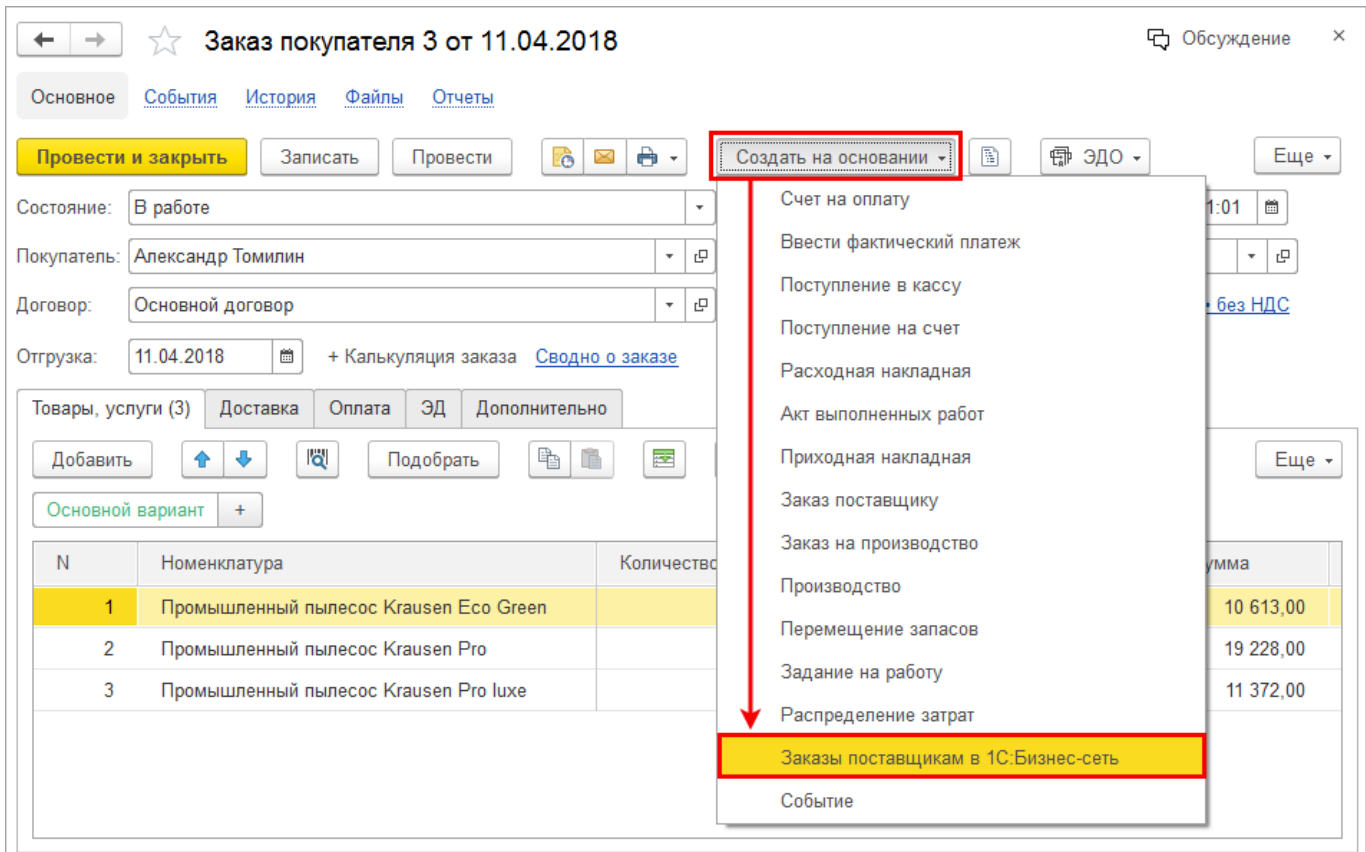 Заказ покупателя 3 от 11.04.2018 Обсуждение
Основное События История Файлы Отчеты
Провести и закрыть Записать Провести Создать на основании ЭДО Еще
Состояние: В работе 1:01
Покупатель: Александр Томилин
Договор: Основной договор • без НДС
Отгрузка: 11.04.2018 + Калькуляция заказа Сводно о заказе
Счет на оплату
Ввести фактический платеж
Поступление в кассу
Поступление на счет
Расходная накладная
Акт выполненных работ
Приходная накладная
Заказ поставщику
Заказ на производство
Производство
Перемещение запасов
Задание на работу
Распределение затрат
Заказы поставщикам в 1С:Бизнес-сеть
Событие
Товары, услуги (3) Доставка Оплата ЭД Дополнительно
Добавить Подобрать Еще
Основной вариант +
N Номенклатура Количество умма
1 Промышленный пылесос Krausen Eco Green 10 613,00
2 Промышленный пылесос Krausen Pro 19 228,00
3 Промышленный пылесос Krausen Pro luxe 11 372,00